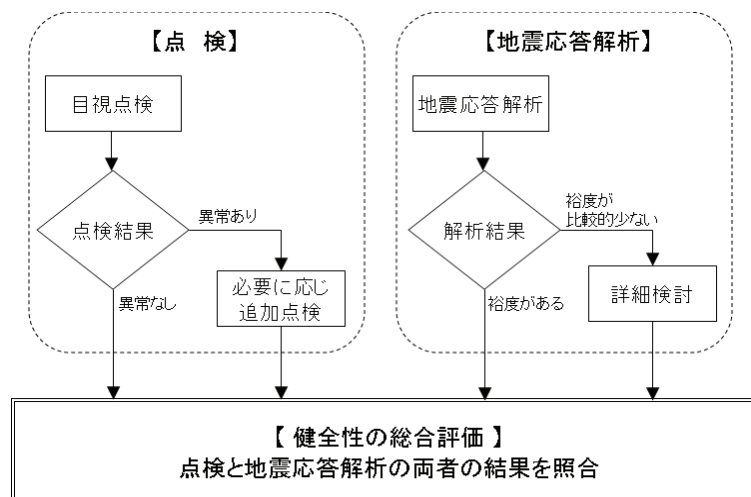 【点　検】
目視点検
点検結果
異常あり
異常なし
必要に応じ
追加点検
【地震応答解析】
地震応答解析
解析結果
裕度が
比較的少ない
裕度がある
詳細検討
【 健全性の総合評価 】
点検と地震応答解析の両者の結果を照合